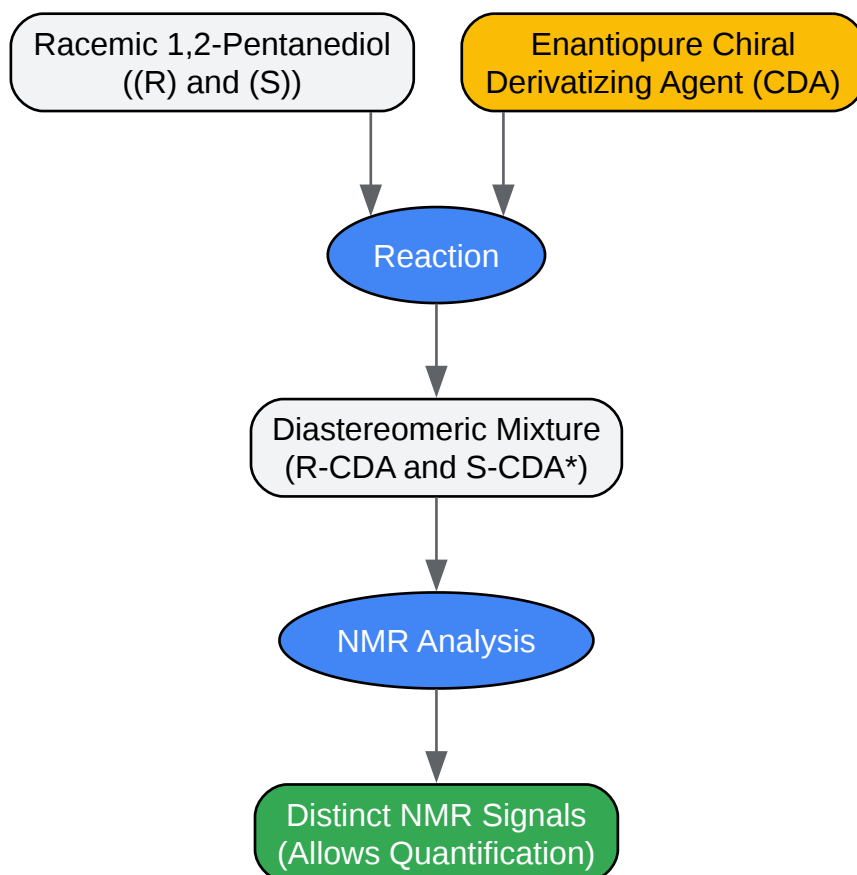 Racemic 1,2-Pentanediol
((R) and (S))
Enantiopure Chiral
Derivatizing Agent (CDA)
Reaction
Diastereomeric Mixture
(R-CDA and S-CDA*)
NMR Analysis
Distinct NMR Signals
(Allows Quantification)